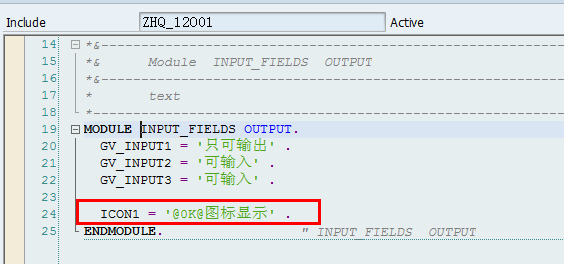 Include ZHQ_12O01 Active
14 *&---------------------------------------------------------------------
15 *& Module INPUT_FIELDS OUTPUT
16 *&---------------------------------------------------------------------
17 * text
18 *----------------------------------------------------------------------
19 MODULE INPUT_FIELDS OUTPUT.
20 GV_INPUT1 = '只可输出' .
21 GV_INPUT2 = '可输入' .
22 GV_INPUT3 = '可输入' .
23
24 ICON1 = '@0K@图标显示' .
25 ENDMODULE. " INPUT_FIELDS OUTPUT